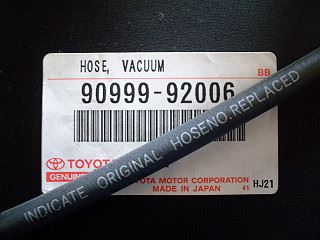 HOSE, VACUUM
BB
90999-92006
INDICATE ORIGINAL HOSENO. REPLACED
TOYOTA
GENUINE
TOYOTA MOTOR CORPORATION
MADE IN JAPAN 41 HJ21